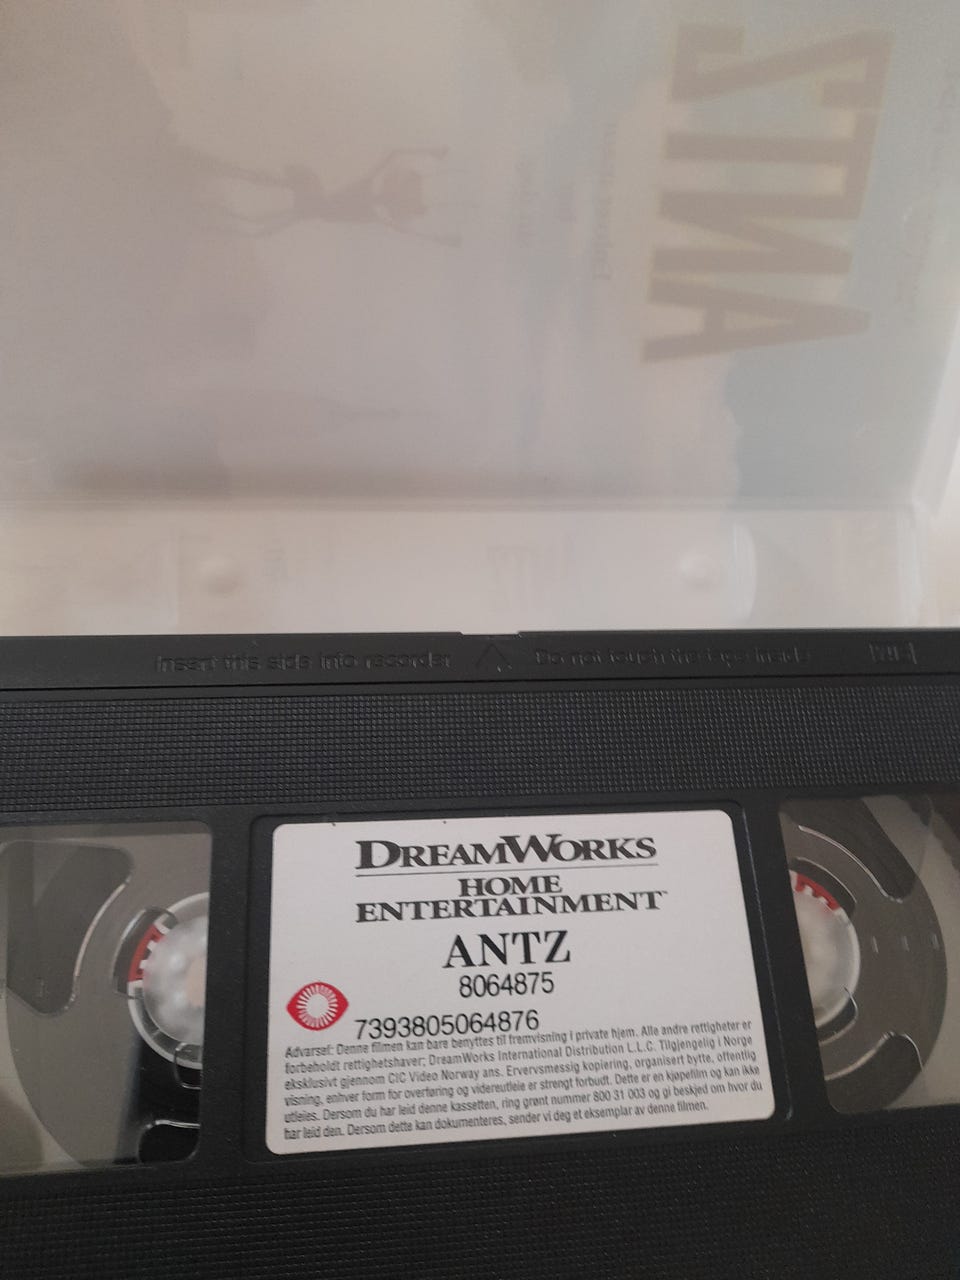 ANTZ
Insert this side into recorder
Do not touch the tape inside
DREAMWORKS
HOME
ENTERTAINMENT™
ANTZ
8064875
7393805064876
Advarsel: Denne filmen kan bare benyttes til fremvisning i private hjem. Alle andre rettigheter er
forbeholdt rettighetshaver; DreamWorks International Distribution L.L.C. Tilgjengelig i Norge
eksklusivt gjennom CIC Video Norway ans. Ervervsmessig kopiering, organisert bytte, offentlig
visning, enhver form for overføring og videreutleie er strengt forbudt. Dette er en kjøpefilm og kan ikke
utleies. Dersom du har leid denne kassetten, ring grønt nummer 800 31 003 og gi beskjed om hvor du
har leid den. Dersom dette kan dokumenteres, sender vi deg et eksemplar av denne filmen.